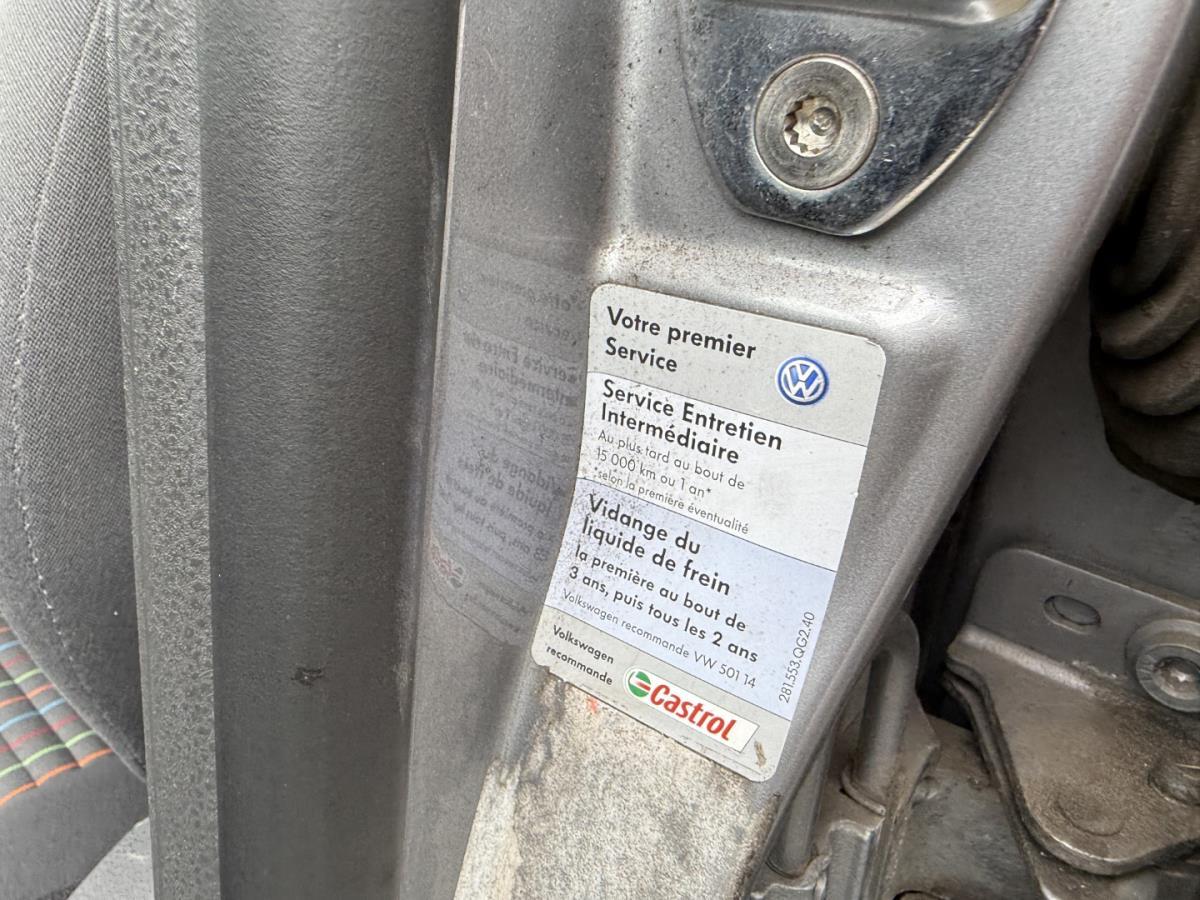 Votre premier
Service
VW
Service Entretien
Intermédiaire
Au plus tard au bout de
15 000 km ou 1 an*
*selon la première éventualité
Vidange du
liquide de frein
la première au bout de
3 ans, puis tous les 2 ans
Volkswagen recommande VW 501 14
281.553.QG2.40
Volkswagen
recommande
Castrol